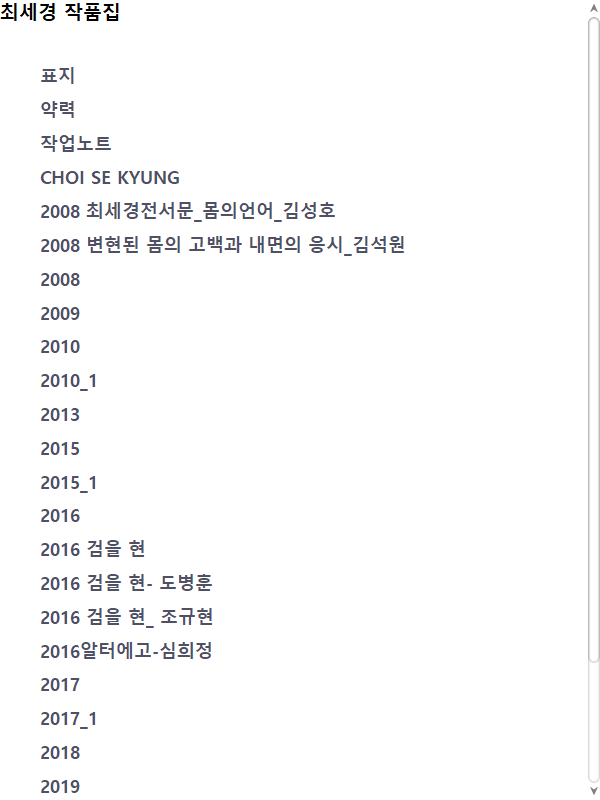 최세경 작품집
표지
약력
작업노트
CHOI SE KYUNG
2008 최세경전서문_몸의언어_김성호
2008 변현된 몸의 고백과 내면의 응시_김석원
2008
2009
2010
2010_1
2013
2015
2015_1
2016
2016 검을 현
2016 검을 현- 도병훈
2016 검을 현_ 조규현
2016알터에고-심희정
2017
2017_1
2018
2019